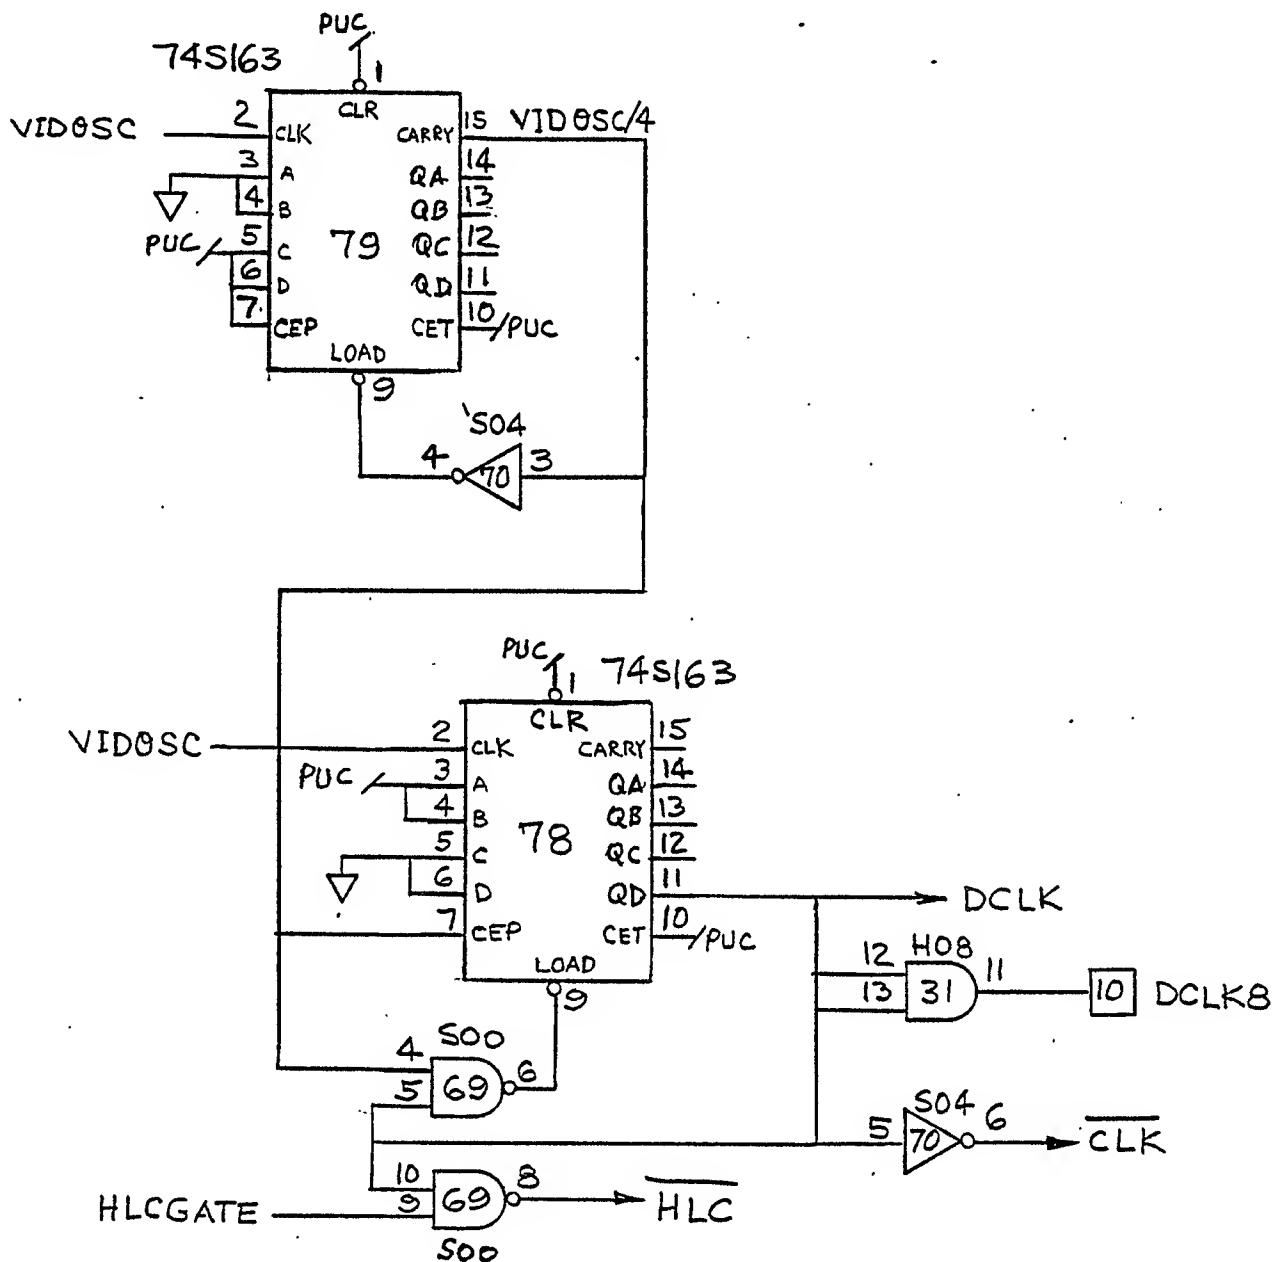 PUC
74S163
1
CLR
VIDOSC 2 CLK CARRY 15 VIDOSC/4
3 A QA 14
4 B QB 13
PUC 5 C 79 QC 12
6 D QD 11
7 CEP CET 10 /PUC
LOAD
9
'S04
4 70 3
PUC
74S163
1
CLR
VIDOSC 2 CLK CARRY 15
PUC 3 A QA 14
4 B 78 QB 13
5 C QC 12
6 D QD 11 DCLK
7 CEP CET 10 /PUC
LOAD
9
H08
12 31 11 10 DCLK8
13
S00
4 69 6
5
S04
5 70 6 CLK
10 69 8 HLC
HLCGATE 9
S00